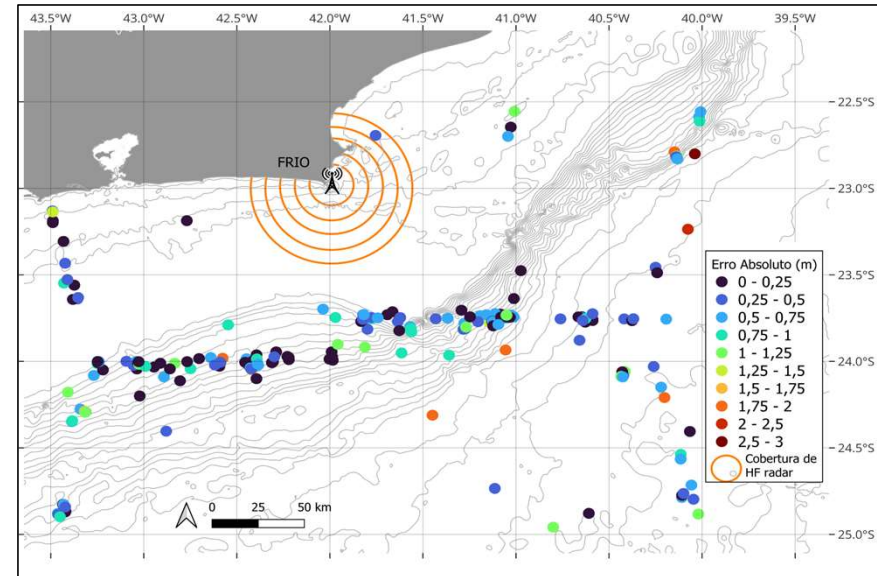 43.5°W 43.0°W 42.5°W 42.0°W 41.5°W 41.0°W 40.5°W 40.0°W 39.5°W
22.5°S
FRIO
23.0°S
23.5°S
Erro Absoluto (m)
0 - 0,25
0,25 - 0,5
0,5 - 0,75
0,75 - 1
1 - 1,25
1,25 - 1,5
1,5 - 1,75
1,75 - 2
2 - 2,5
2,5 - 3
Cobertura de
HF radar
24.0°S
24.5°S
0 25 50 km
25.0°S